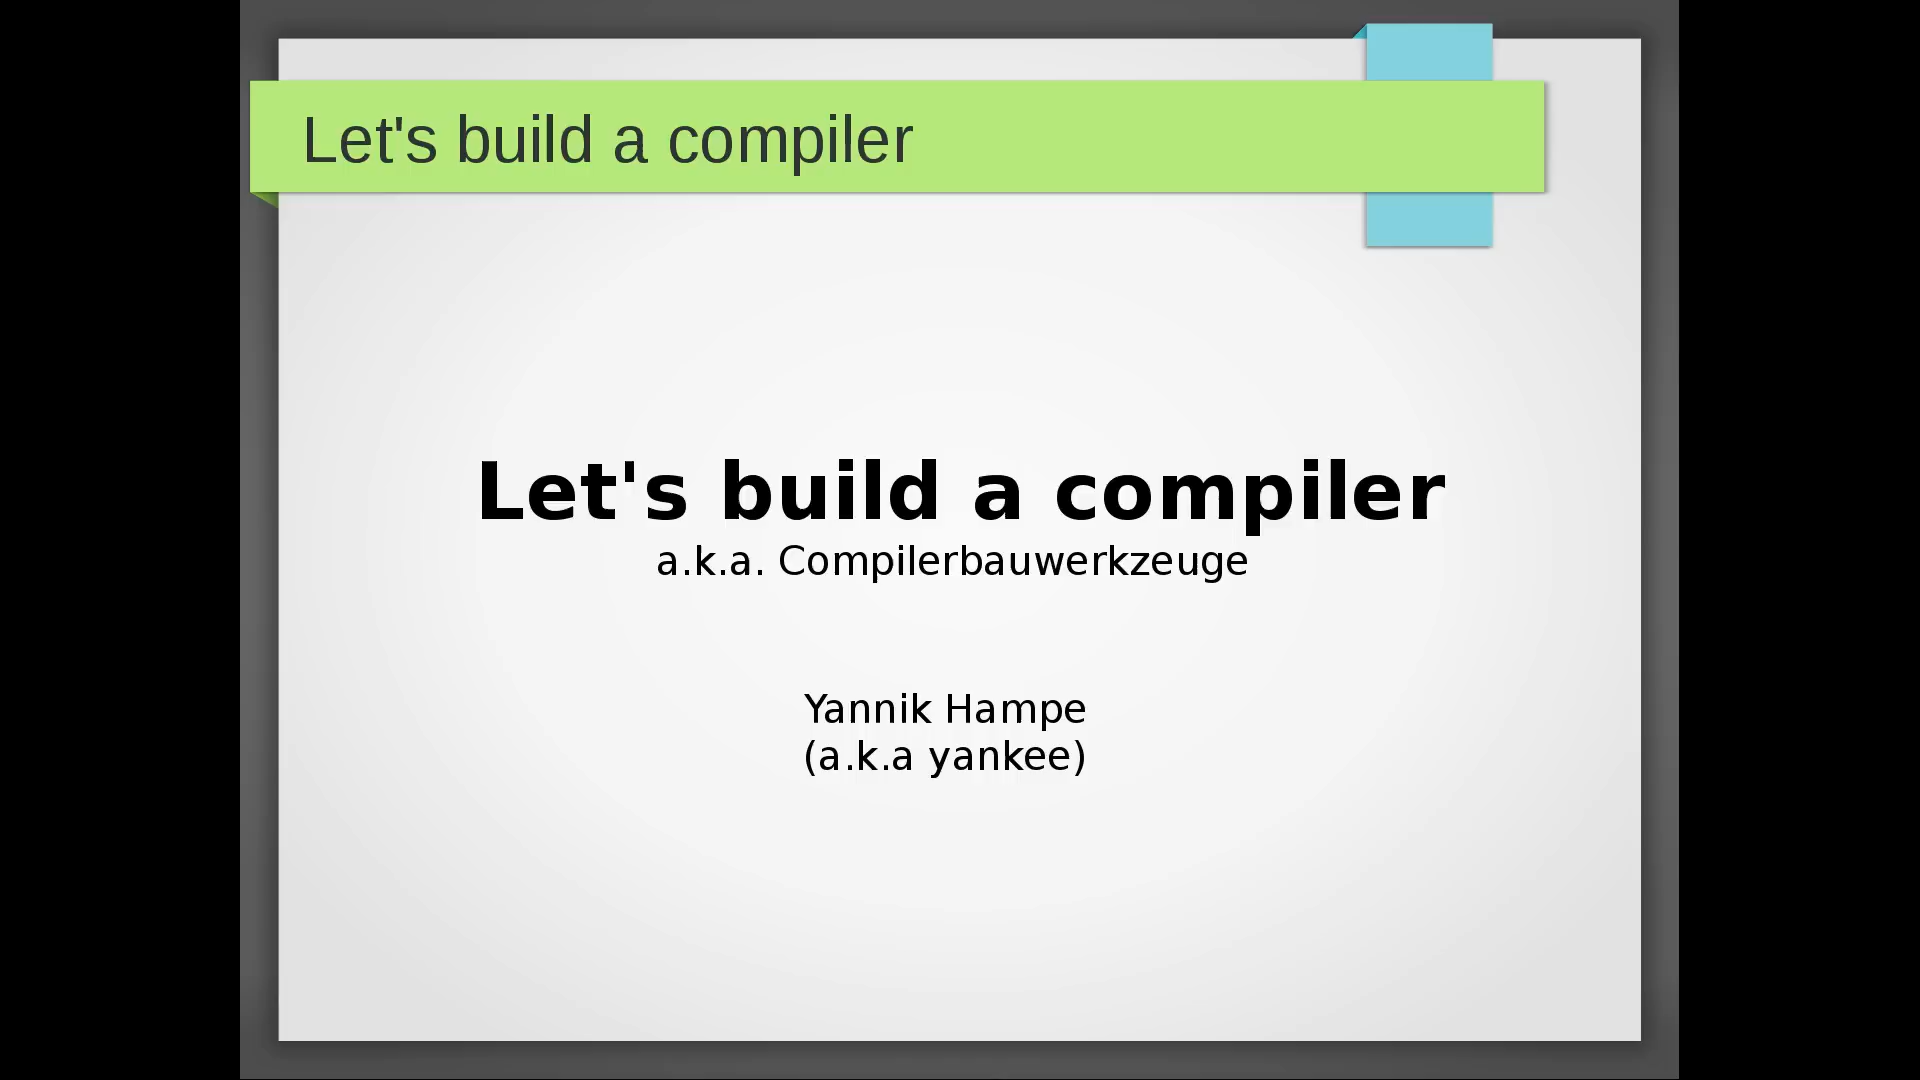 Let's build a compiler
Let's build a compiler
a.k.a. Compilerbauwerkzeuge
Yannik Hampe
(a.k.a yankee)